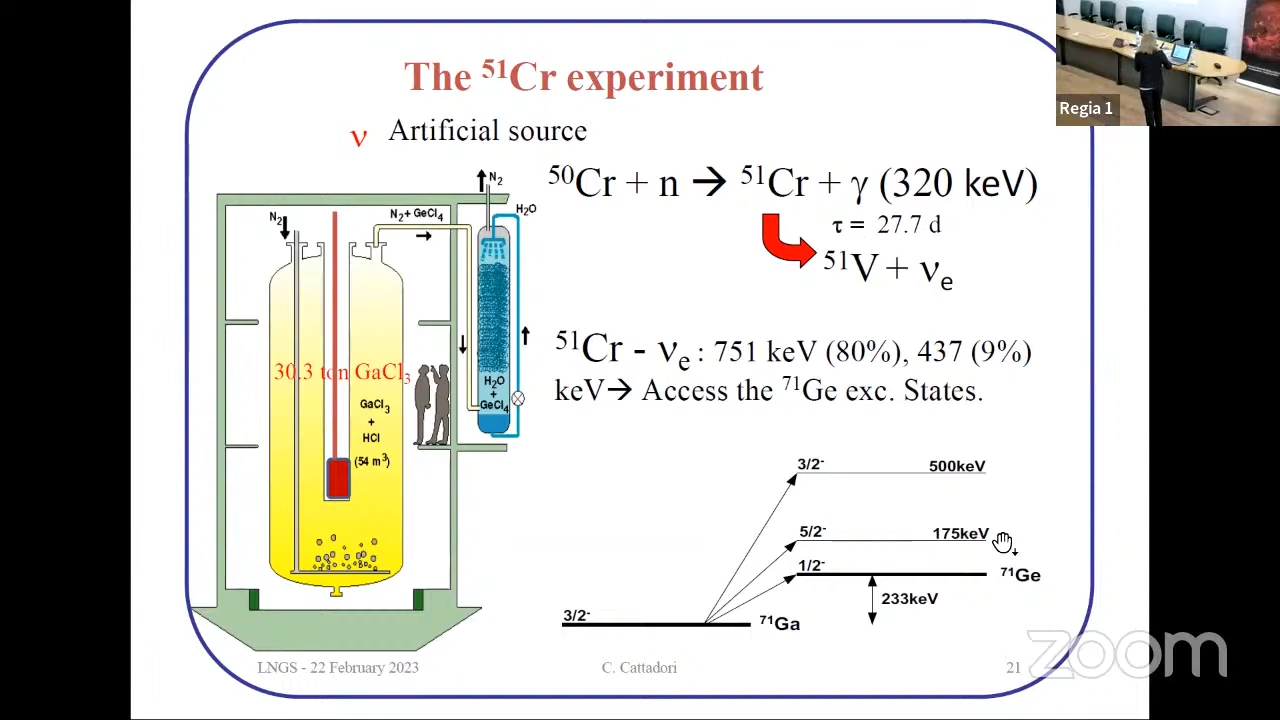 The ⁵¹Cr experiment
ν Artificial source
⁵⁰Cr + n → ⁵¹Cr + γ (320 keV)
τ = 27.7 d
⁵¹V + νe
⁵¹Cr - νe : 751 keV (80%), 437 (9%)
keV→ Access the ⁷¹Ge exc. States.
N₂
H₂O
N₂
N₂+ GeCl₄
30.3 ton GaCl₃
GaCl₃
+
HCl
(54 m³)
H₂O
+
GeCl₄
3/2⁻ 500keV
5/2⁻ 175keV
1/2⁻
⁷¹Ge
233keV
3/2⁻
⁷¹Ga
LNGS - 22 February 2023
C. Cattadori
21
Regia 1
zoom